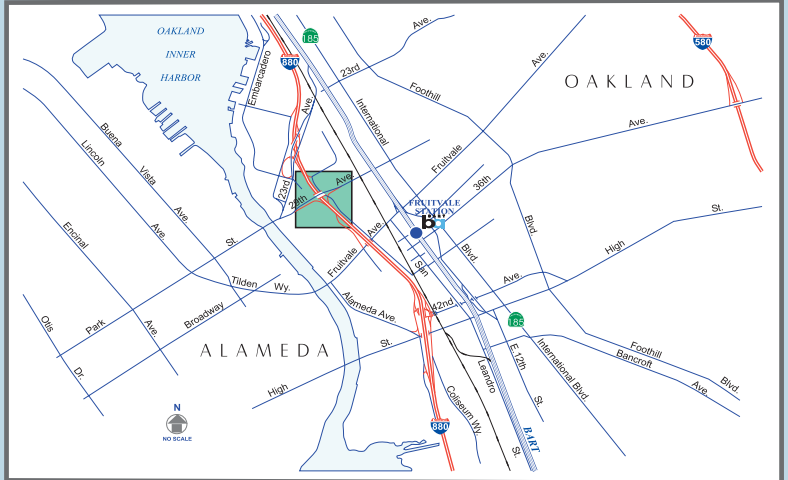 OAKLAND
INNER
HARBOR
185
880
580
Ave.
23rd
Embarcadero
Ave.
Foothill
International
Ave.
OAKLAND
Ave.
Buena
Vista
Ave.
Lincoln
Ave.
Fruitvale
36th
23rd
29th
Ave.
FRUITVALE
STATION
ba
Blvd.
Blvd.
St.
High
Encinal
Ave.
St.
Park
Tilden Wy.
Broadway
Fruitvale
Ave.
San
Leandro
St.
Alameda Ave.
42nd
Ave.
Otis
Dr.
ALAMEDA
High
St.
185
E. 12th
St.
International Blvd
Foothill
Blvd.
Bancroft
Ave.
Coliseum Wy.
880
BART
N
NO SCALE